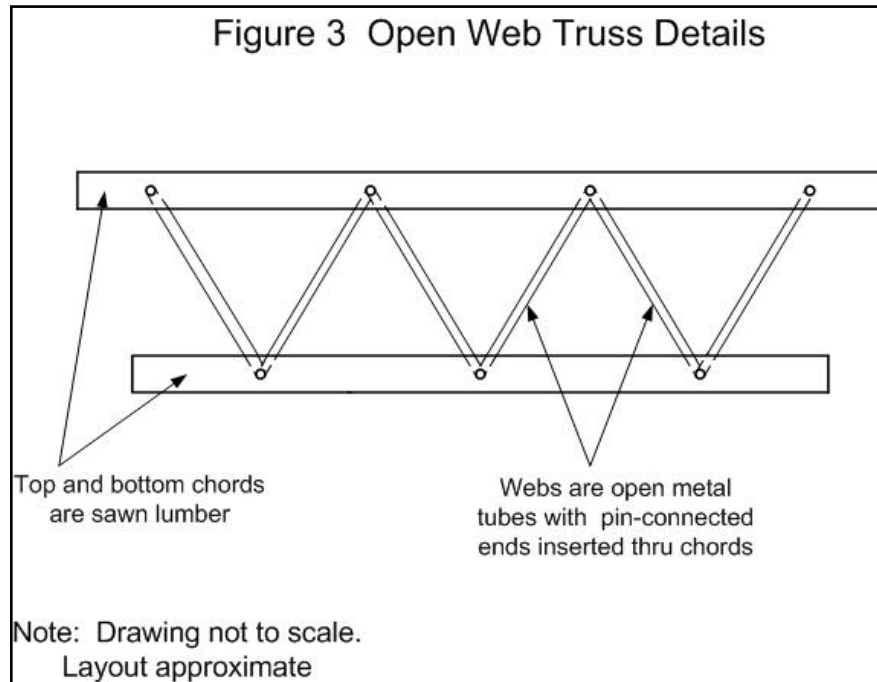 Figure 3 Open Web Truss Details
Top and bottom chords
are sawn lumber
Webs are open metal
tubes with pin-connected
ends inserted thru chords
Note: Drawing not to scale.
Layout approximate